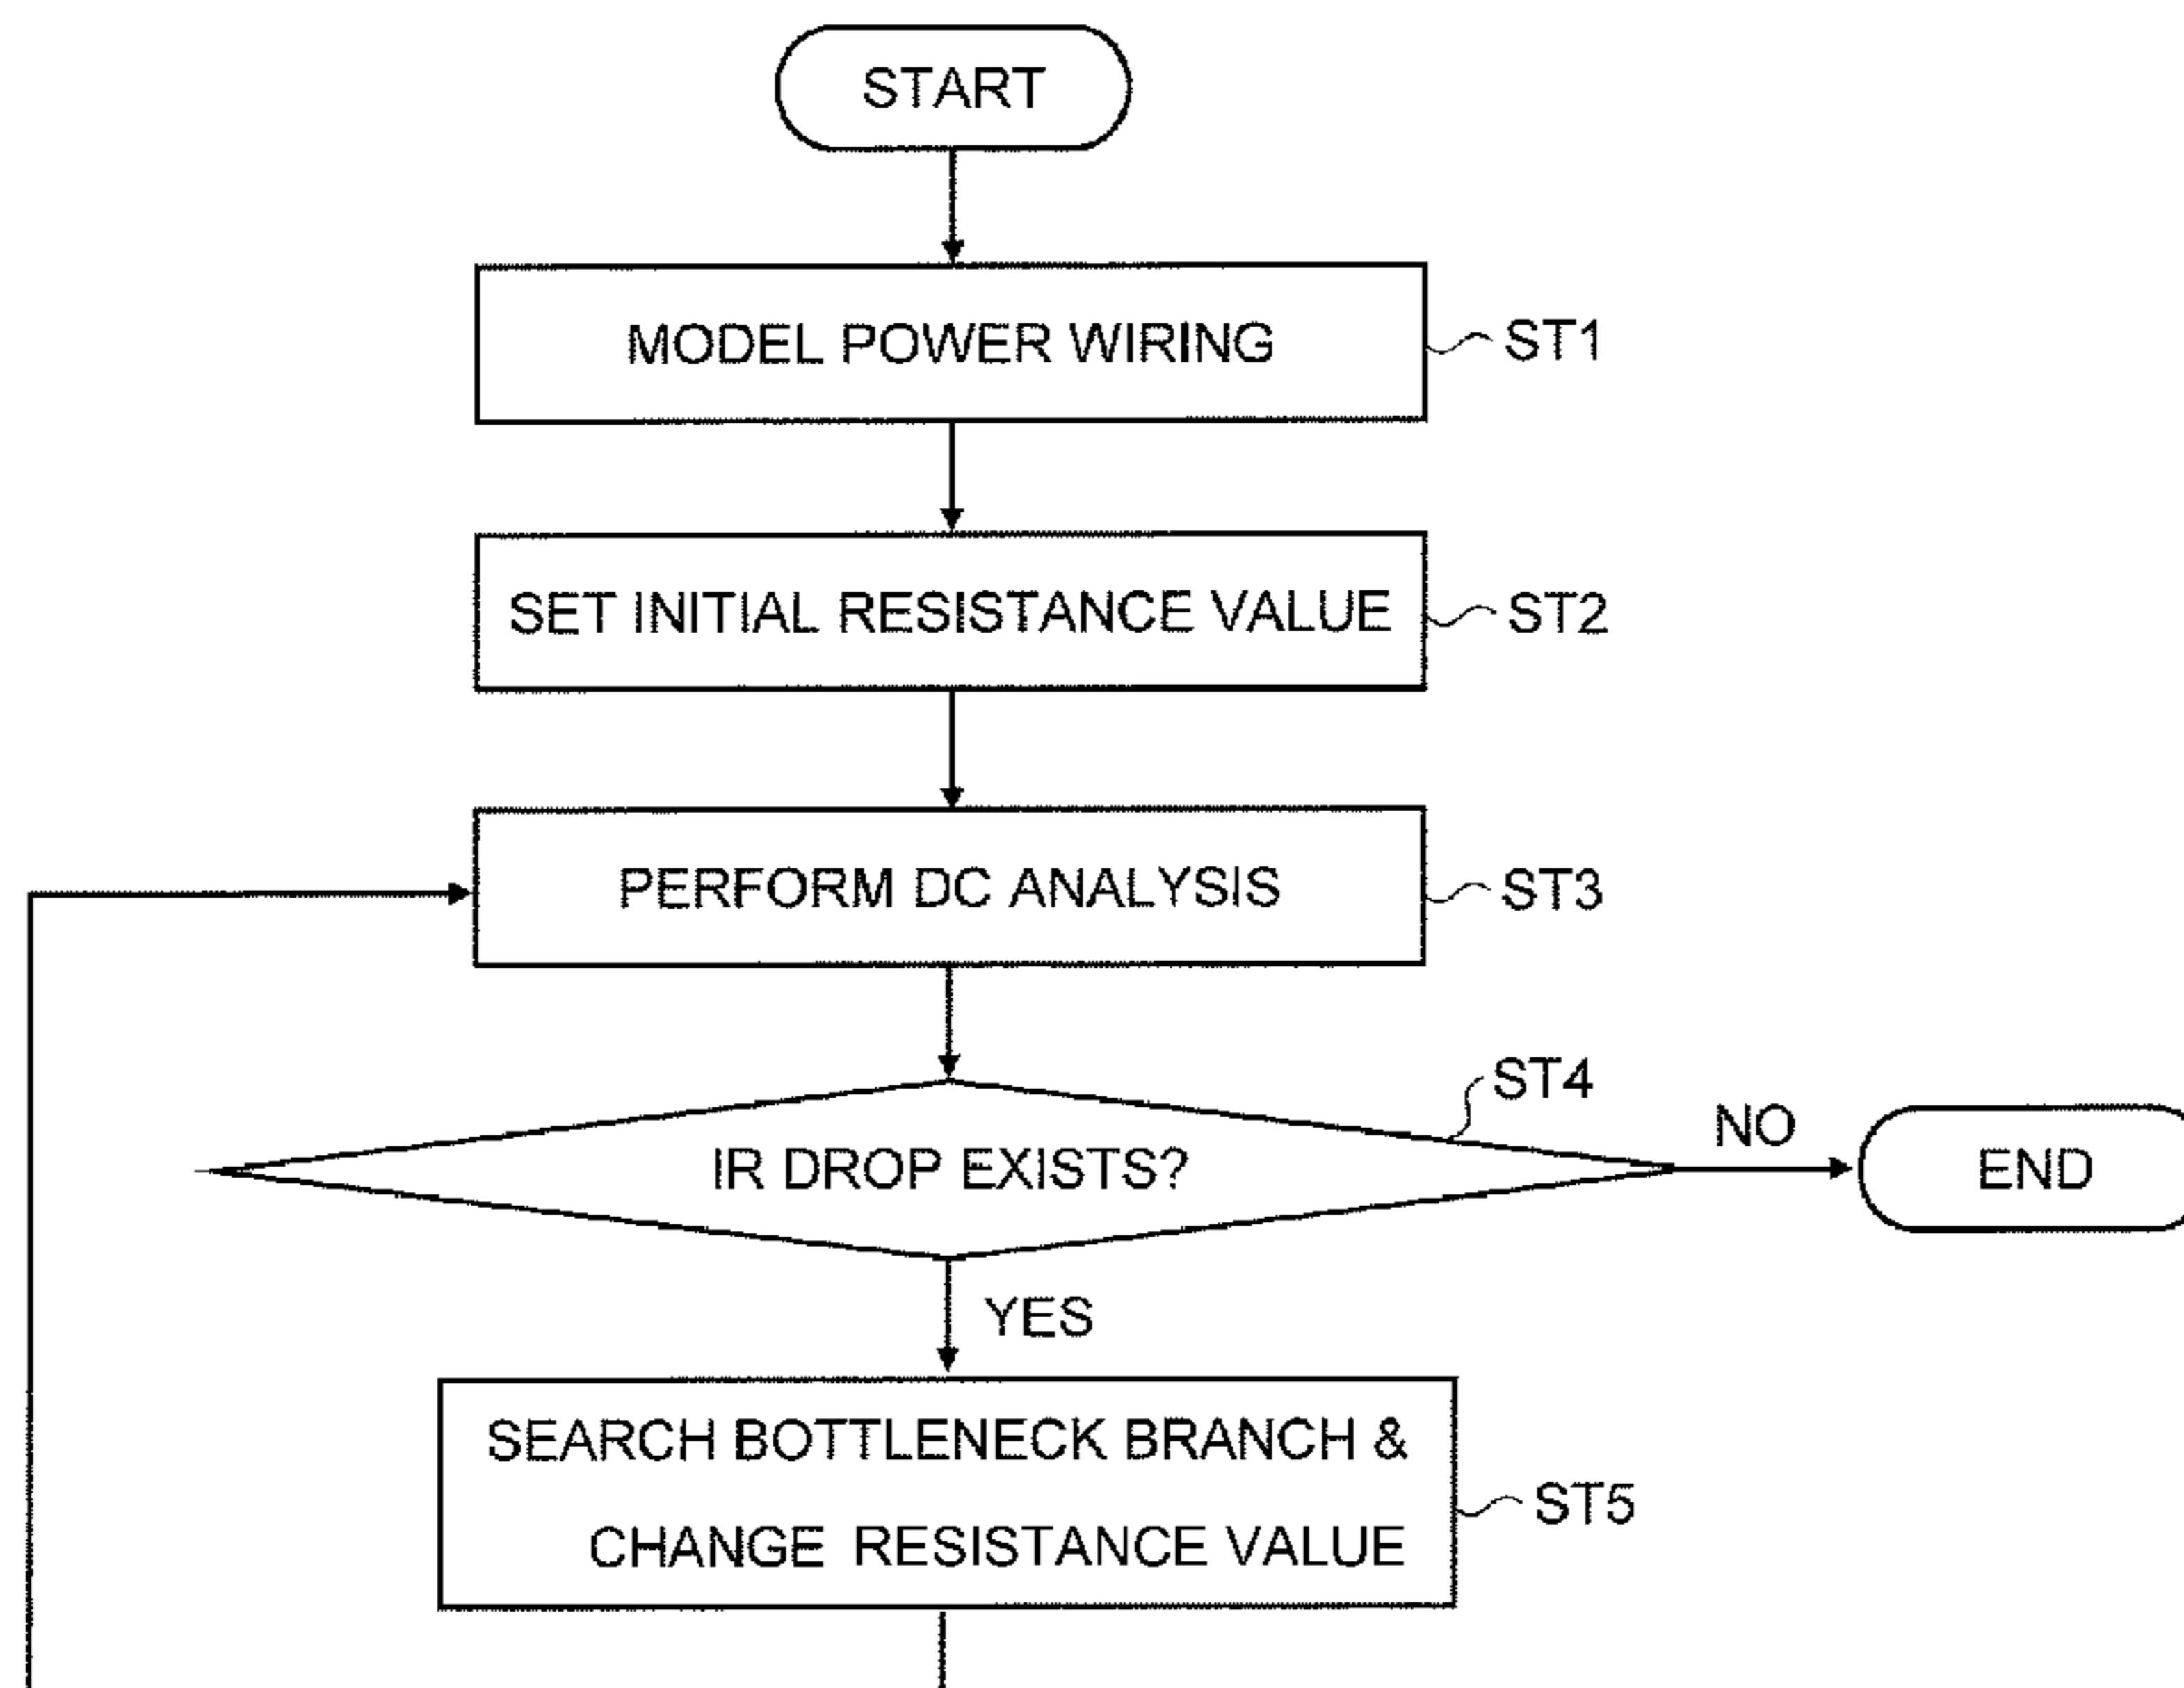 START
MODEL POWER WIRING
ST1
SET INITIAL RESISTANCE VALUE
ST2
PERFORM DC ANALYSIS
ST3
ST4
IR DROP EXISTS?
NO
END
YES
SEARCH BOTTLENECK BRANCH &
CHANGE RESISTANCE VALUE
ST5